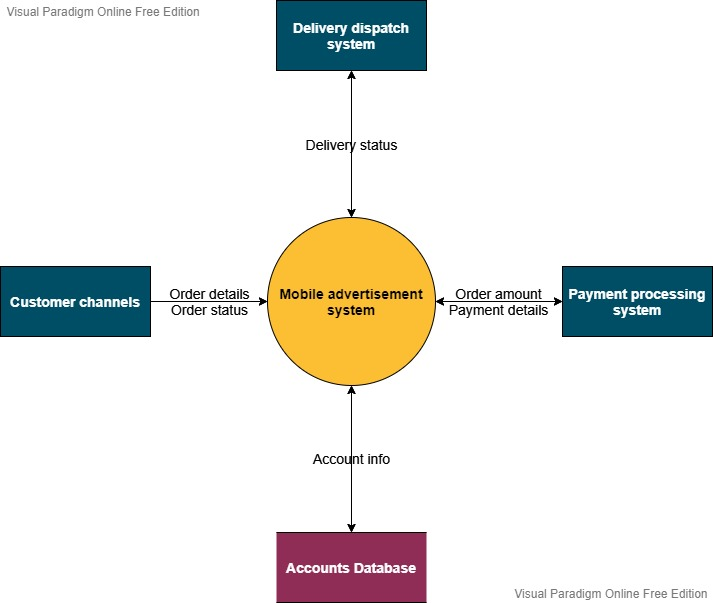 Visual Paradigm Online Free Edition
Delivery dispatch
system
Delivery status
Customer channels
Order details
Order status
Mobile advertisement
system
Order amount
Payment details
Payment processing
system
Account info
Accounts Database
Visual Paradigm Online Free Edition